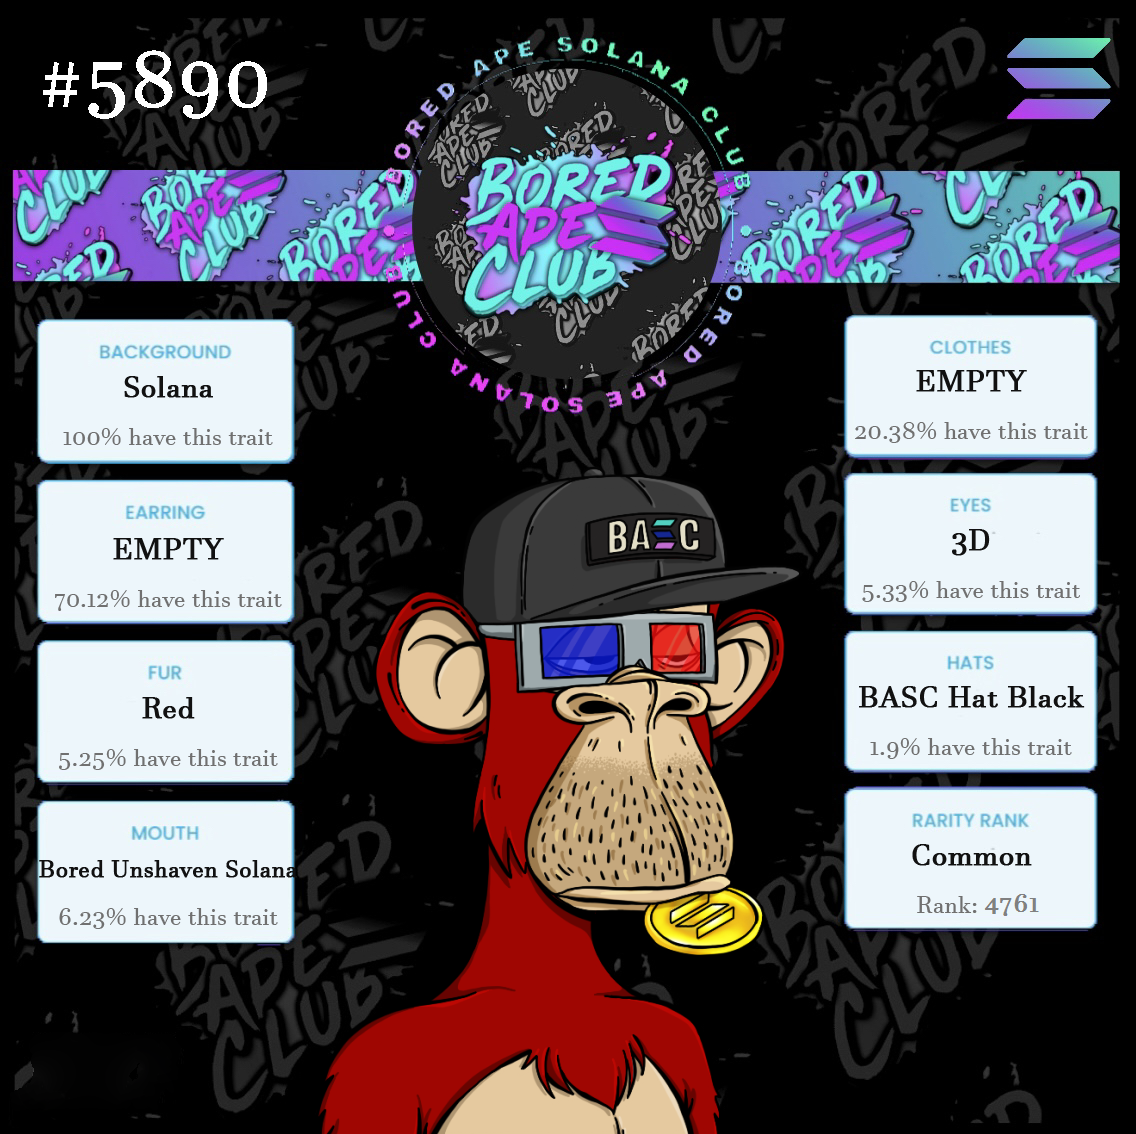 #5890
BORED APE SOLANA CLUB
BORED
APE
CLUB
BORED APE SOLANA CLUB
BACKGROUND
Solana
100% have this trait
EARRING
EMPTY
70.12% have this trait
FUR
Red
5.25% have this trait
MOUTH
Bored Unshaven Solana
6.23% have this trait
CLOTHES
EMPTY
20.38% have this trait
EYES
3D
5.33% have this trait
HATS
BASC Hat Black
1.9% have this trait
RARITY RANK
Common
Rank: 4761
BASC